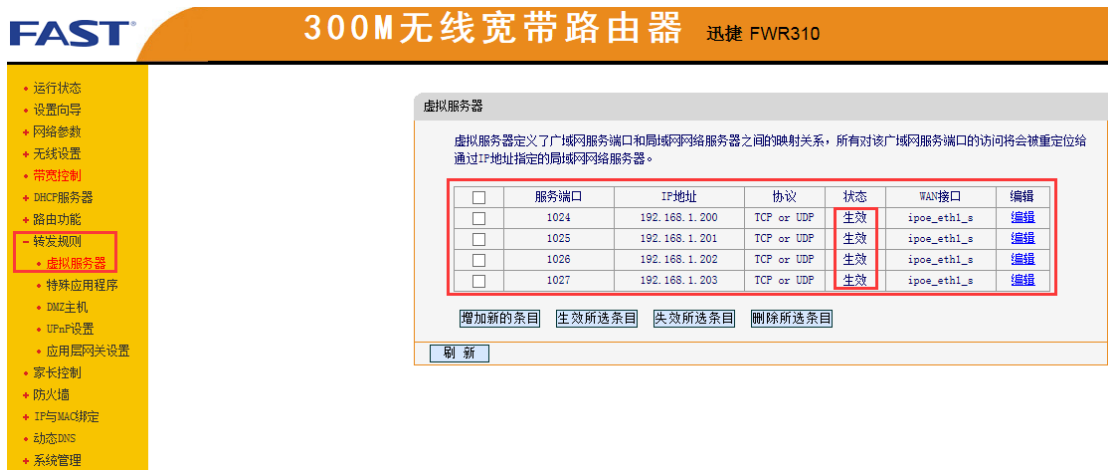 FAST
300M无线宽带路由器 迅捷 FWR310
运行状态
设置向导
网络参数
无线设置
带宽控制
DHCP服务器
路由功能
转发规则
虚拟服务器
特殊应用程序
DMZ主机
UPnP设置
应用层网关设置
家长控制
防火墙
IP与MAC绑定
动态DNS
系统管理
虚拟服务器
虚拟服务器定义了广域网服务端口和局域网网络服务器之间的映射关系，所有对该广域网服务端口的访问将会被重定位给
通过IP地址指定的局域网网络服务器。
服务端口 IP地址 协议 状态 WAN接口 编辑
1024 192.168.1.200 TCP or UDP 生效 ipoe_eth1_s 编辑
1025 192.168.1.201 TCP or UDP 生效 ipoe_eth1_s 编辑
1026 192.168.1.202 TCP or UDP 生效 ipoe_eth1_s 编辑
1027 192.168.1.203 TCP or UDP 生效 ipoe_eth1_s 编辑
增加新的条目 生效所选条目 失效所选条目 删除所选条目
刷 新